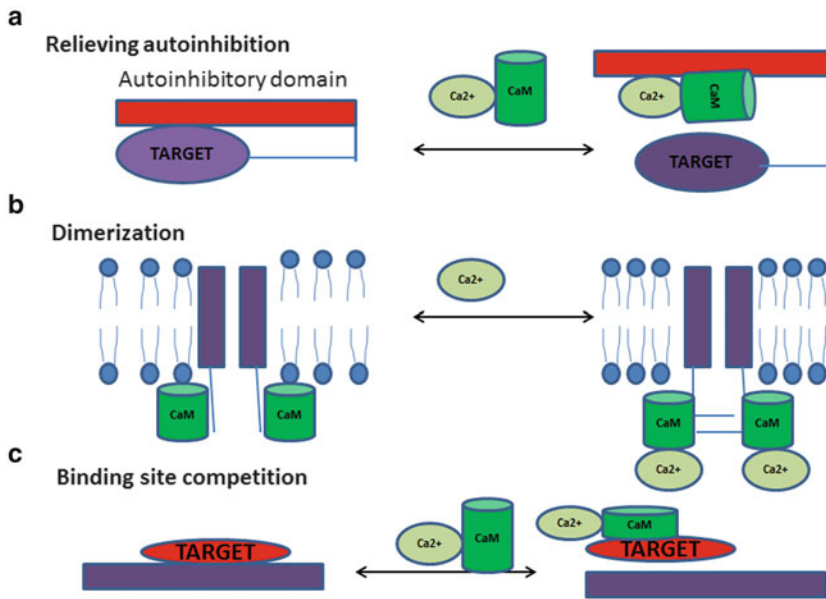 a
Relieving autoinhibition
Autoinhibitory domain
TARGET
Ca2+
CaM
Ca2+
CaM
TARGET
b
Dimerization
Ca2+
CaM
CaM
CaM
CaM
Ca2+
Ca2+
c
Binding site competition
TARGET
Ca2+
CaM
Ca2+
CaM
TARGET